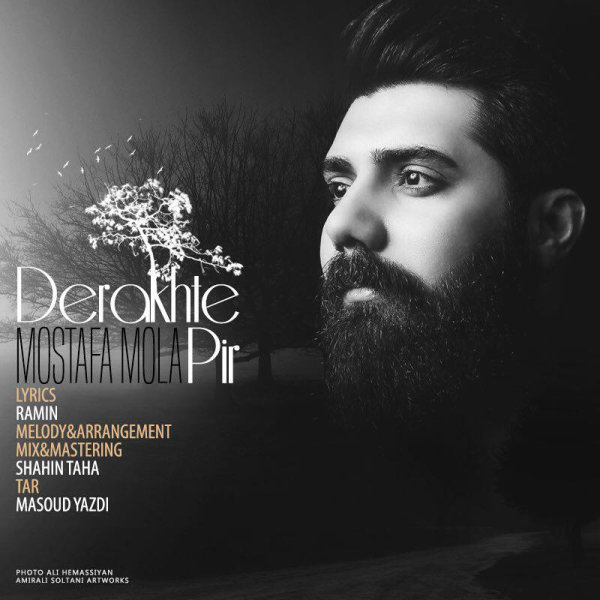 Derakhte
MOSTAFA MOLA Pir
LYRICS
RAMIN
MELODY&ARRANGEMENT
MIX&MASTERING
SHAHIN TAHA
TAR
MASOUD YAZDI
PHOTO ALI HEMASSIYAN
AMIRALI SOLTANI ARTWORKS